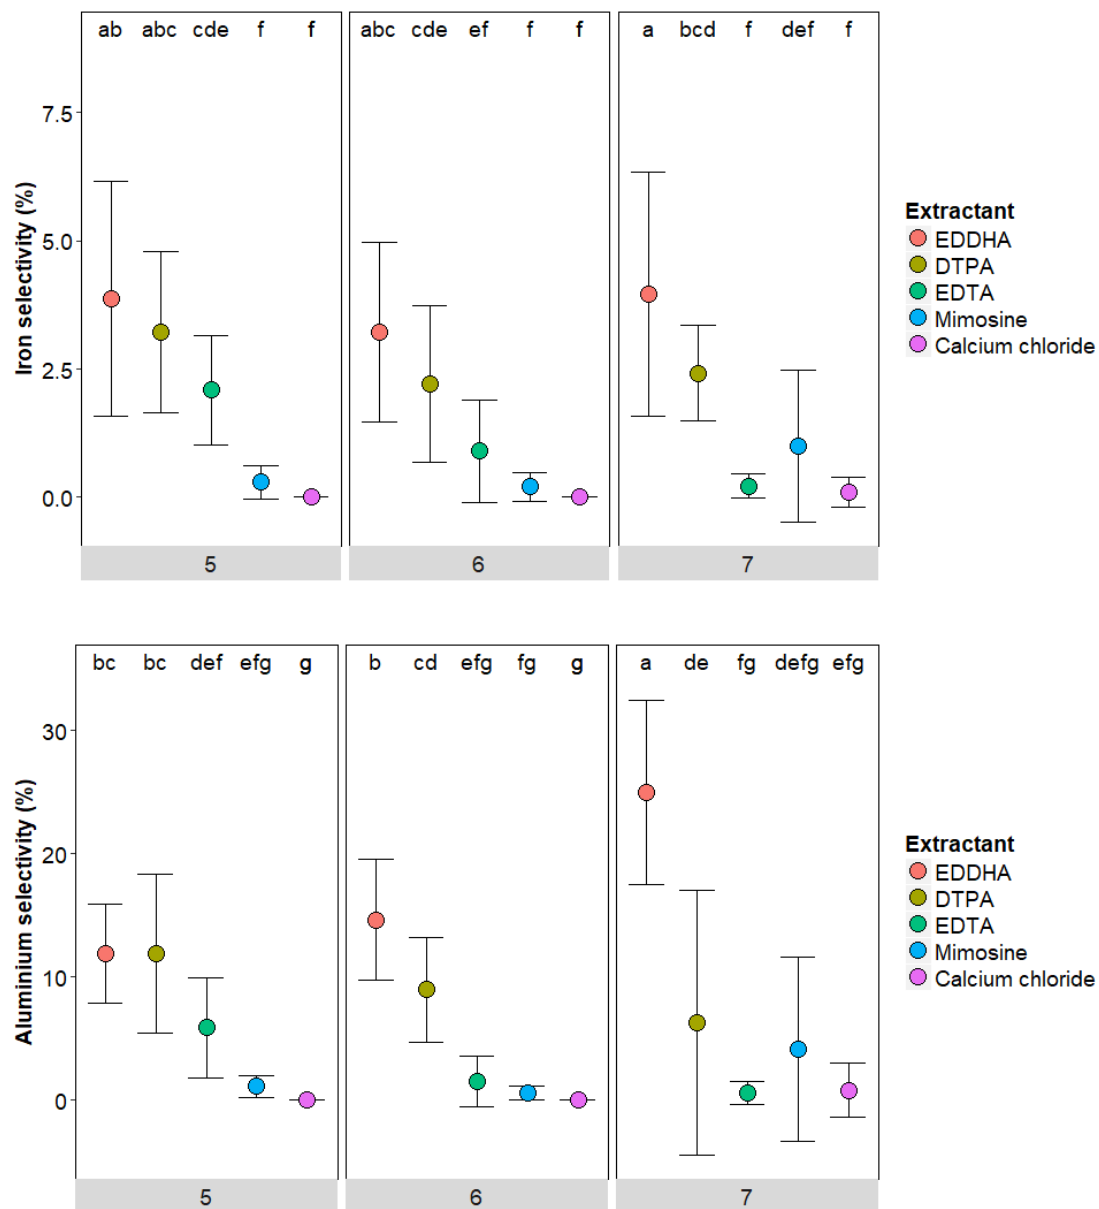 ab abc cde f f
abc cde ef f f
a bcd f def f
Iron selectivity (%)
7.5
5.0
2.5
0.0
5
6
7
Extractant
EDDHA
DTPA
EDTA
Mimosine
Calcium chloride
bc bc def efg g
b cd efg fg g
a de fg defg efg
Aluminium selectivity (%)
30
20
10
0
5
6
7
Extractant
EDDHA
DTPA
EDTA
Mimosine
Calcium chloride